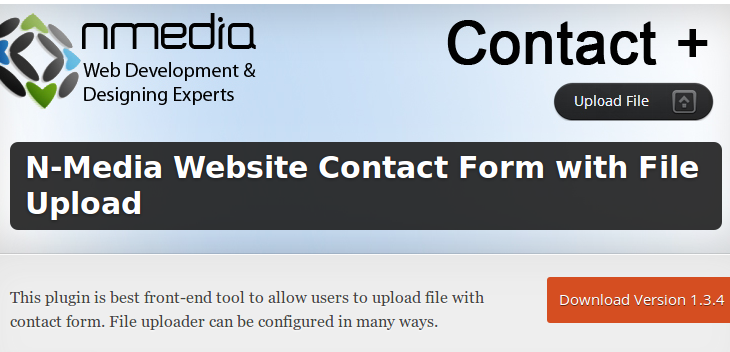 nmedia
Web Development &
Designing Experts
Contact +
Upload File
N-Media Website Contact Form with File
Upload
This plugin is best front-end tool to allow users to upload file with
contact form. File uploader can be configured in many ways.
Download Version 1.3.4